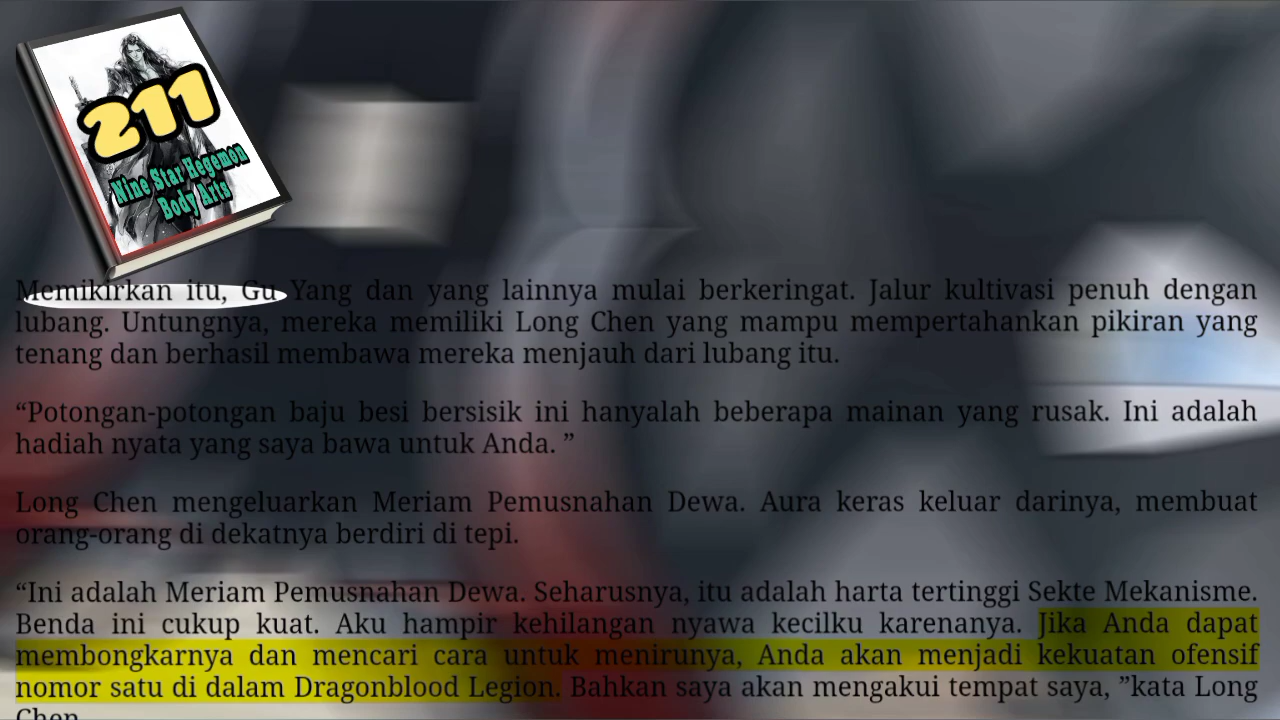 211
Nine Star Hegemon
Body Arts
Memikirkan itu, Gu Yang dan yang lainnya mulai berkeringat. Jalur kultivasi penuh dengan
lubang. Untungnya, mereka memiliki Long Chen yang mampu mempertahankan pikiran yang
tenang dan berhasil membawa mereka menjauh dari lubang itu.
“Potongan-potongan baju besi bersisik ini hanyalah beberapa mainan yang rusak. Ini adalah
hadiah nyata yang saya bawa untuk Anda. ”
Long Chen mengeluarkan Meriam Pemusnahan Dewa. Aura keras keluar darinya, membuat
orang-orang di dekatnya berdiri di tepi.
“Ini adalah Meriam Pemusnahan Dewa. Seharusnya, itu adalah harta tertinggi Sekte Mekanisme.
Benda ini cukup kuat. Aku hampir kehilangan nyawa kecilku karenanya. Jika Anda dapat
membongkarnya dan mencari cara untuk menirunya, Anda akan menjadi kekuatan ofensif
nomor satu di dalam Dragonblood Legion. Bahkan saya akan mengakui tempat saya, ”kata Long
Chen.